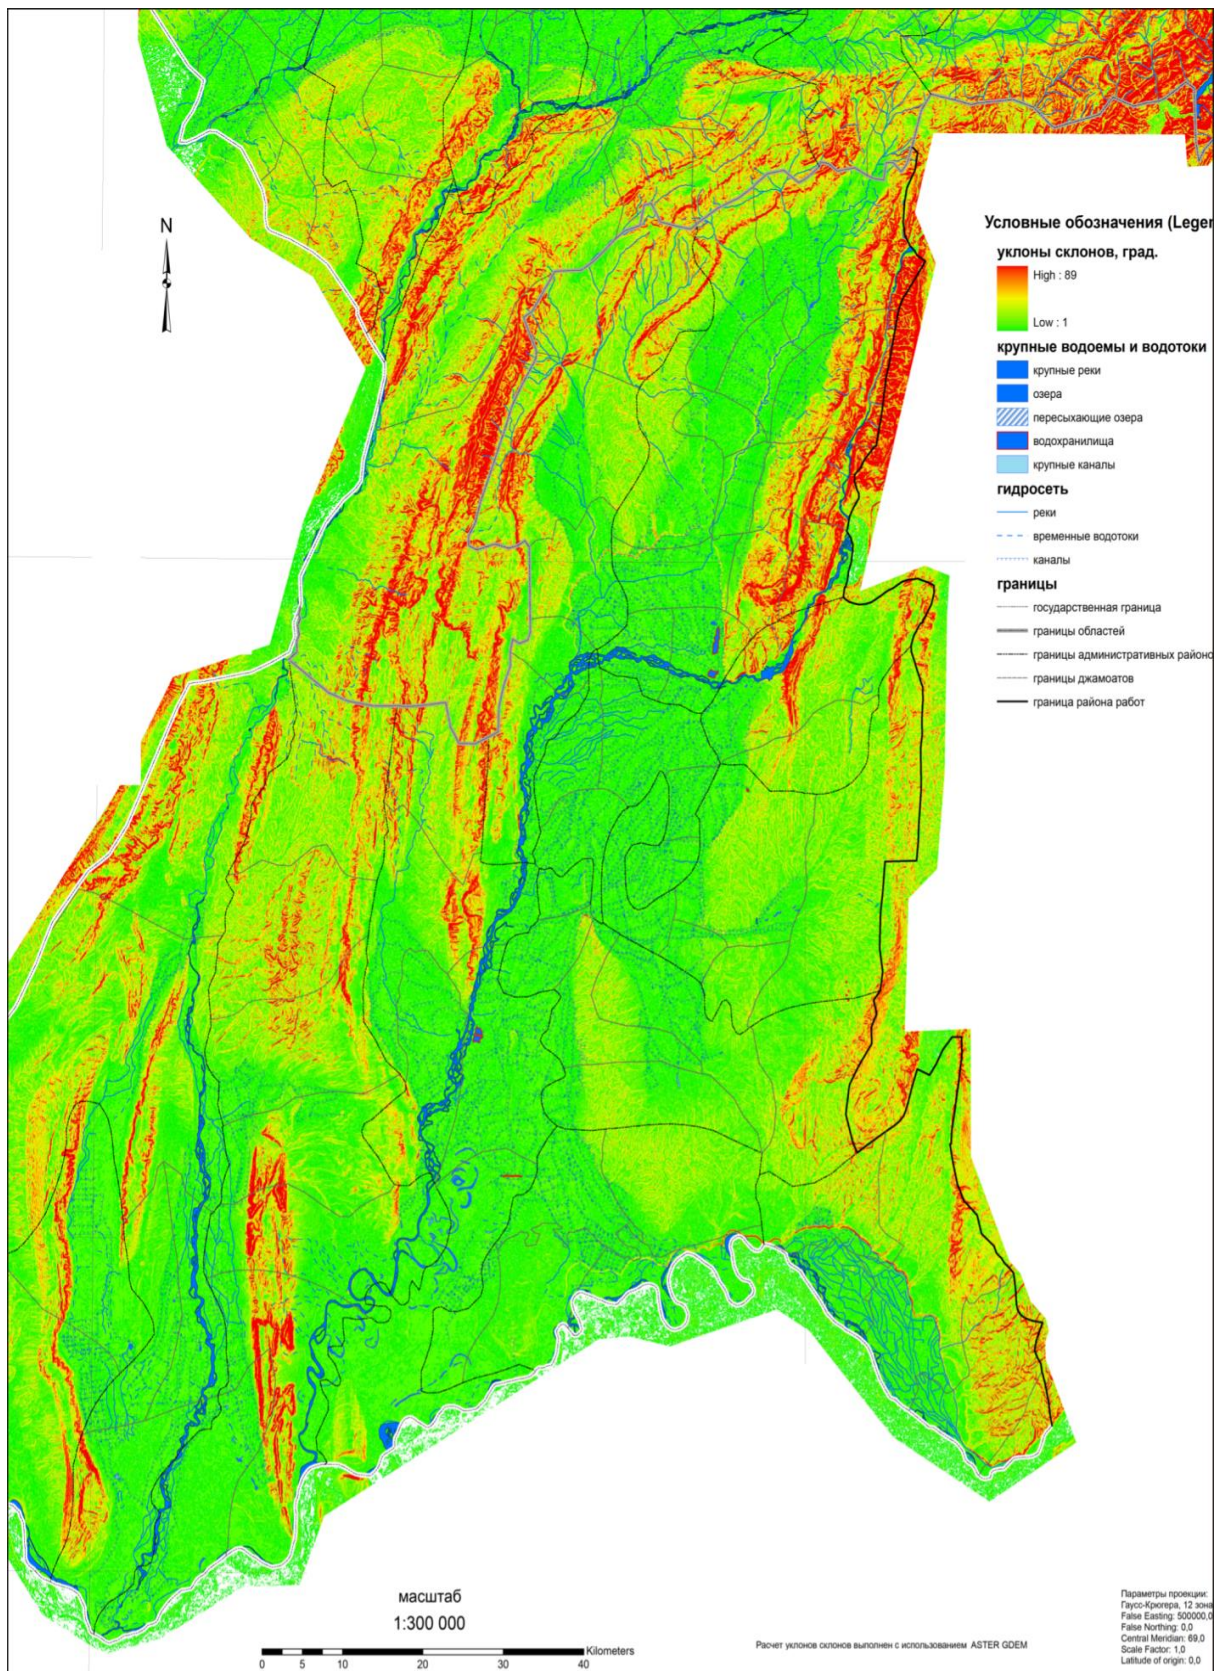 N
Условные обозначения (Leger
уклоны склонов, град.
High : 89
Low : 1
крупные водоемы и водотоки
крупные реки
озера
пересыхающие озера
водохранилища
крупные каналы
гидросеть
реки
временные водотоки
каналы
границы
государственная граница
границы областей
границы административных районо
границы джамоатов
граница района работ
масштаб
1:300 000
Kilometers
0 5 10 20 30 40
Расчет уклонов склонов выполнен с использованием ASTER GDEM
Параметры проекции:
Гаусс-Крюгера, 12 зона
False Easting: 500000,0
False Northing: 0,0
Central Meridian: 69,0
Scale Factor: 1,0
Latitude of origin: 0,0